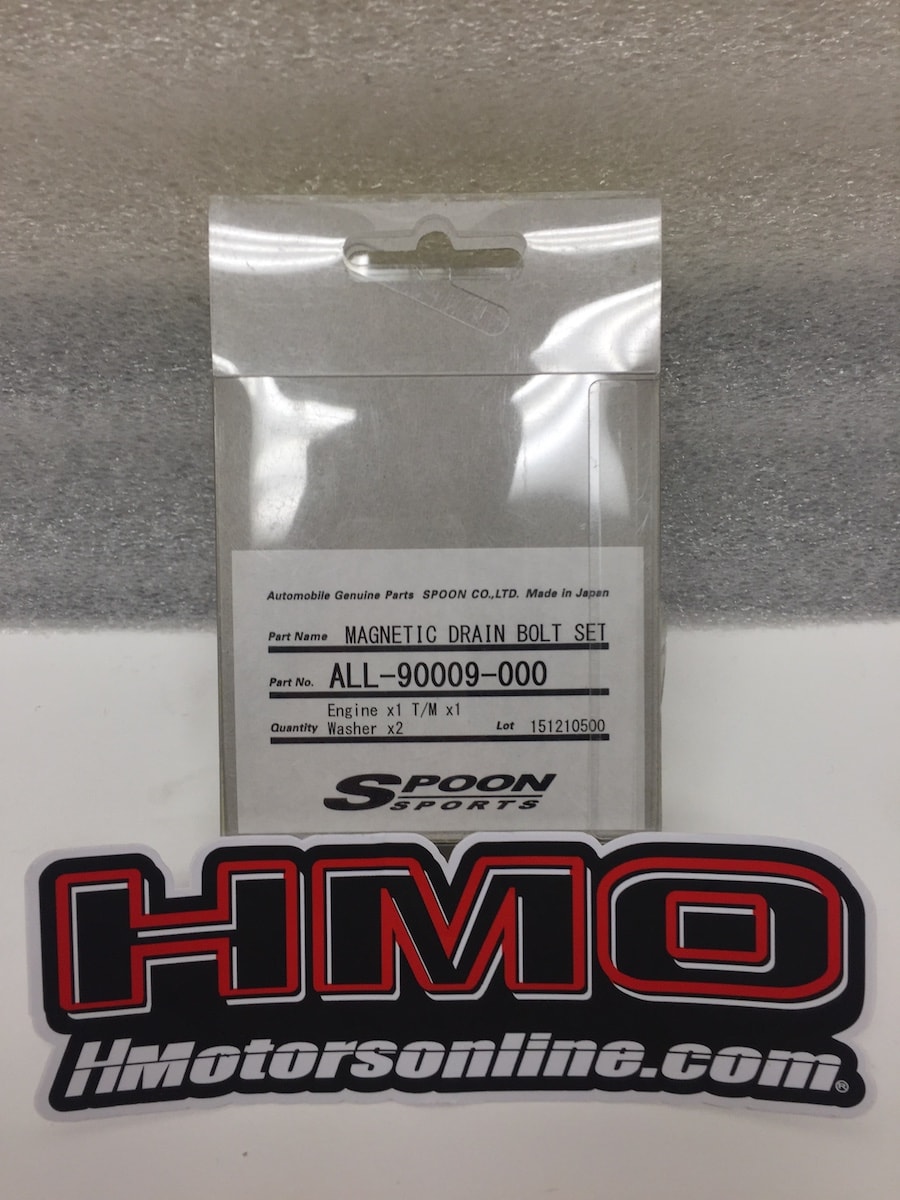 Automobile Genuine Parts SPOON CO.,LTD. Made in Japan
Part Name MAGNETIC DRAIN BOLT SET
Part No. ALL-90009-000
Engine x1 T/M x1
Quantity Washer x2 Lot 151210500
SPOON
SPORTS
HMO
HMotorsonline.com®